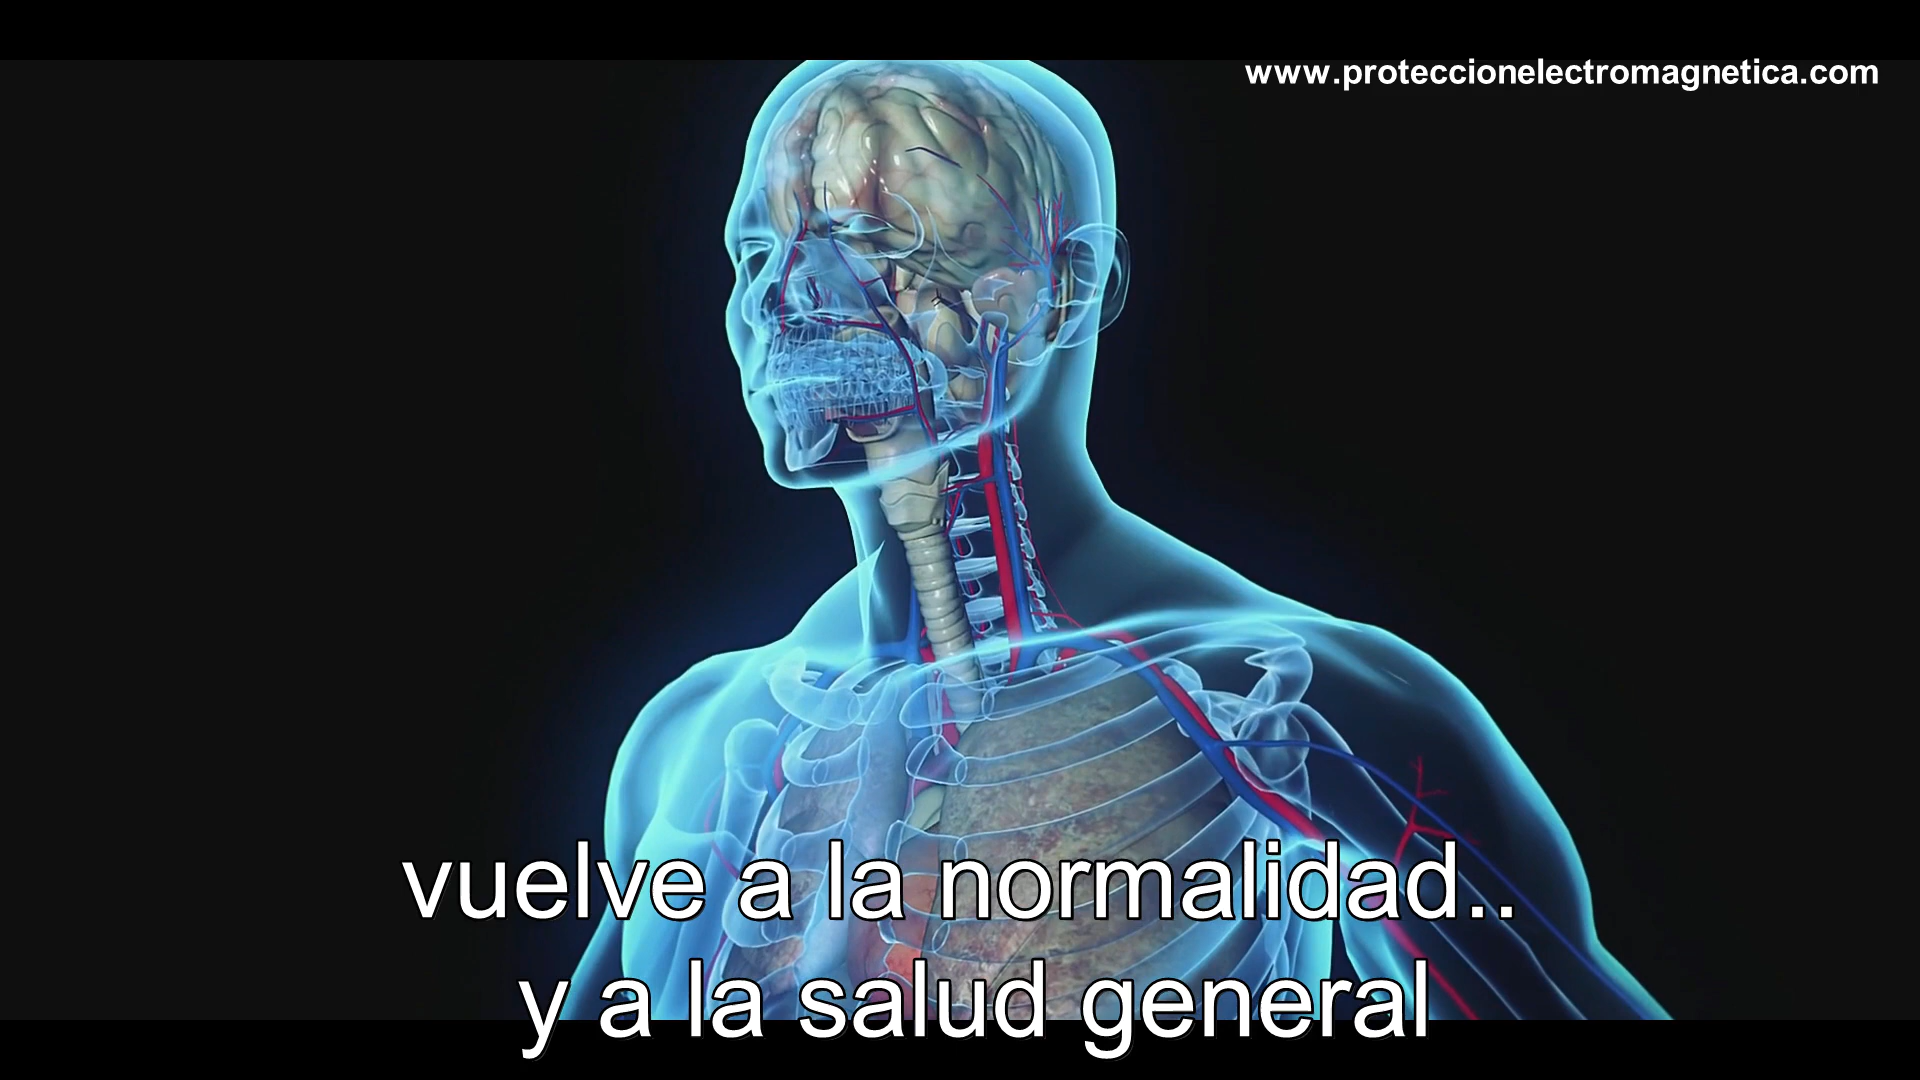 www.proteccionelectromagnetica.com
vuelve a la normalidad..
y a la salud general